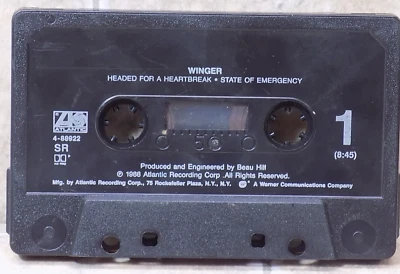 WINGER
HEADED FOR A HEARTBREAK • STATE OF EMERGENCY
ATLANTIC
4-88922
SR
1
(8:45)
Produced and Engineered by Beau Hill
℗ 1988 Atlantic Recording Corp .All Rights Reserved.
Mfg. by Atlantic Recording Corp., 75 Rockefeller Plaza, N.Y., N.Y. A Warner Communications Company